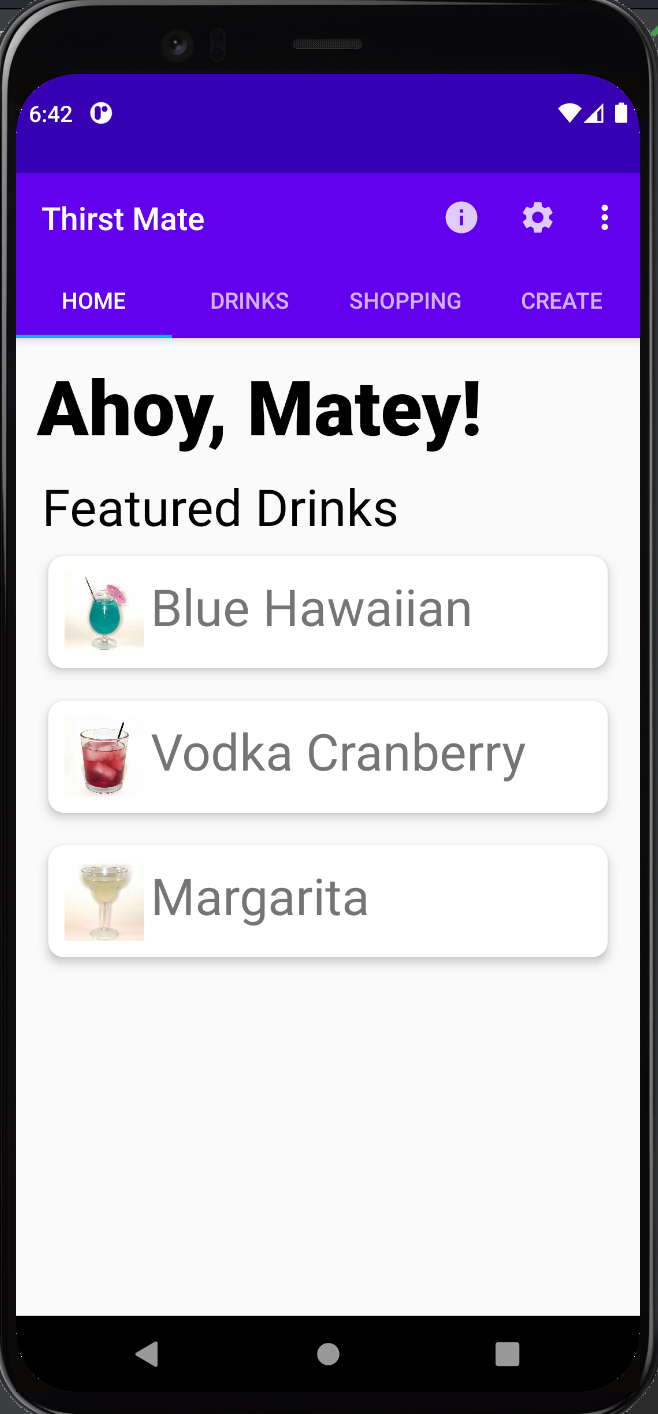 6:42
Thirst Mate
HOME DRINKS SHOPPING CREATE
Ahoy, Matey!
Featured Drinks
Blue Hawaiian
Vodka Cranberry
Margarita